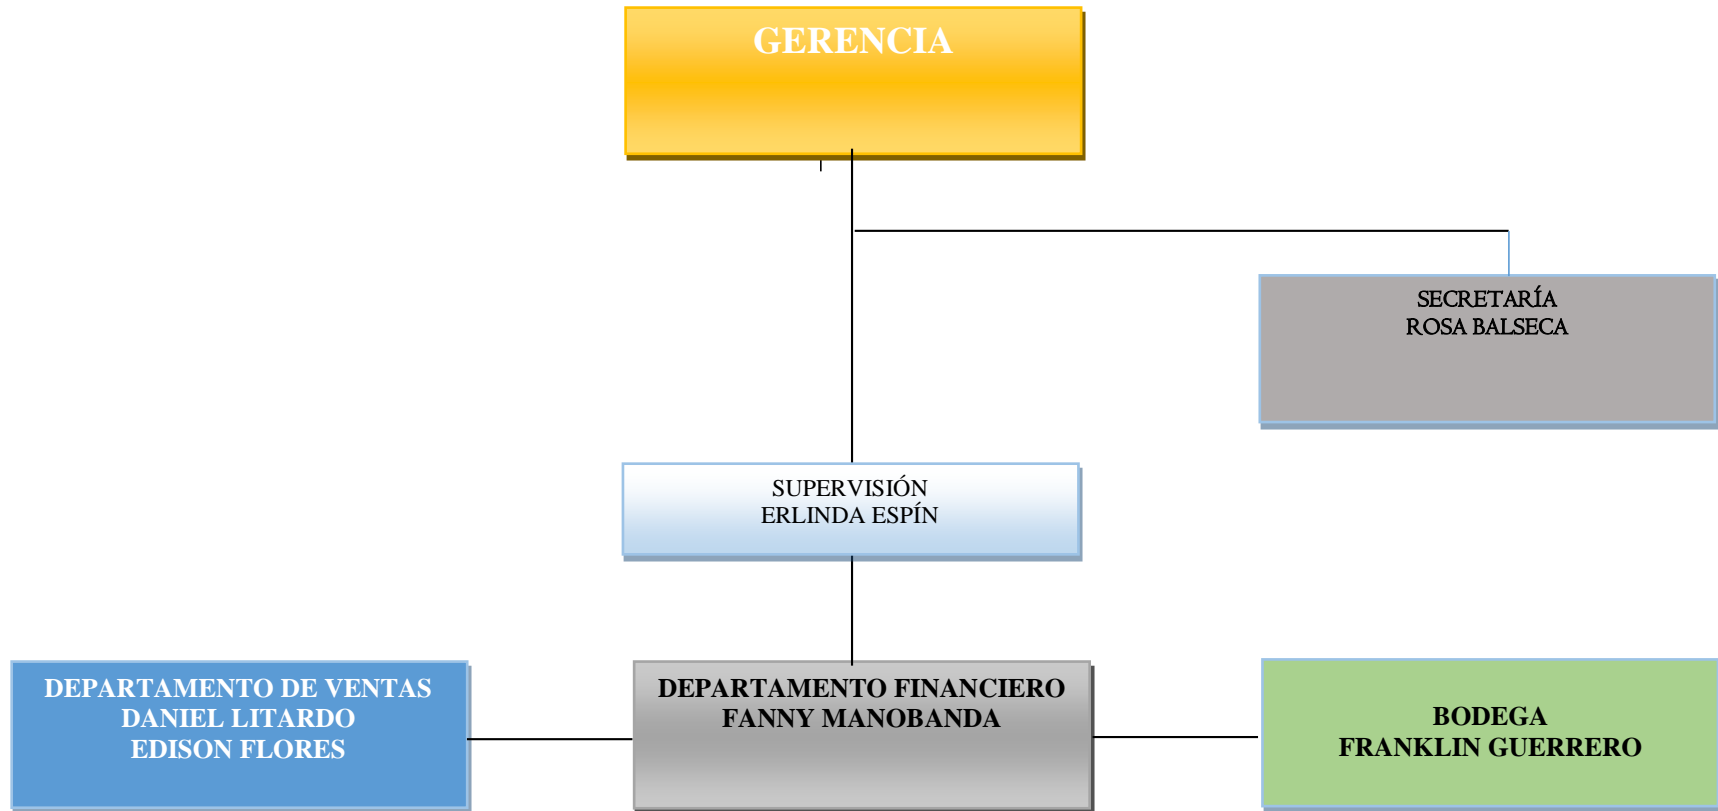 GERENCIA
SECRETARÍA
ROSA BALSECA
SUPERVISIÓN
ERLINDA ESPÍN
DEPARTAMENTO DE VENTAS
DANIEL LITARDO
EDISON FLORES
DEPARTAMENTO FINANCIERO
FANNY MANOBANDA
BODEGA
FRANKLIN GUERRERO